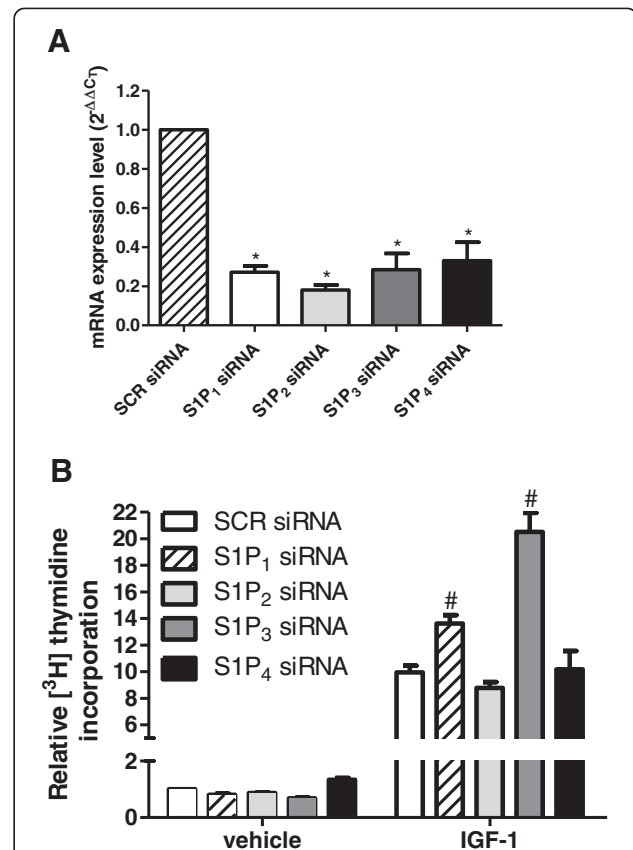 A
mRNA expression level (2^-ΔΔC_T)
1.2
1.0
0.8
0.6
0.4
0.2
0.0
*
*
*
*
SCR siRNA
S1P₁ siRNA
S1P₂ siRNA
S1P₃ siRNA
S1P₄ siRNA
B
Relative [³H] thymidine
incorporation
22
20
18
16
14
12
10
8
6
2
0
SCR siRNA
S1P₁ siRNA
S1P₂ siRNA
S1P₃ siRNA
S1P₄ siRNA
#
#
vehicle
IGF-1